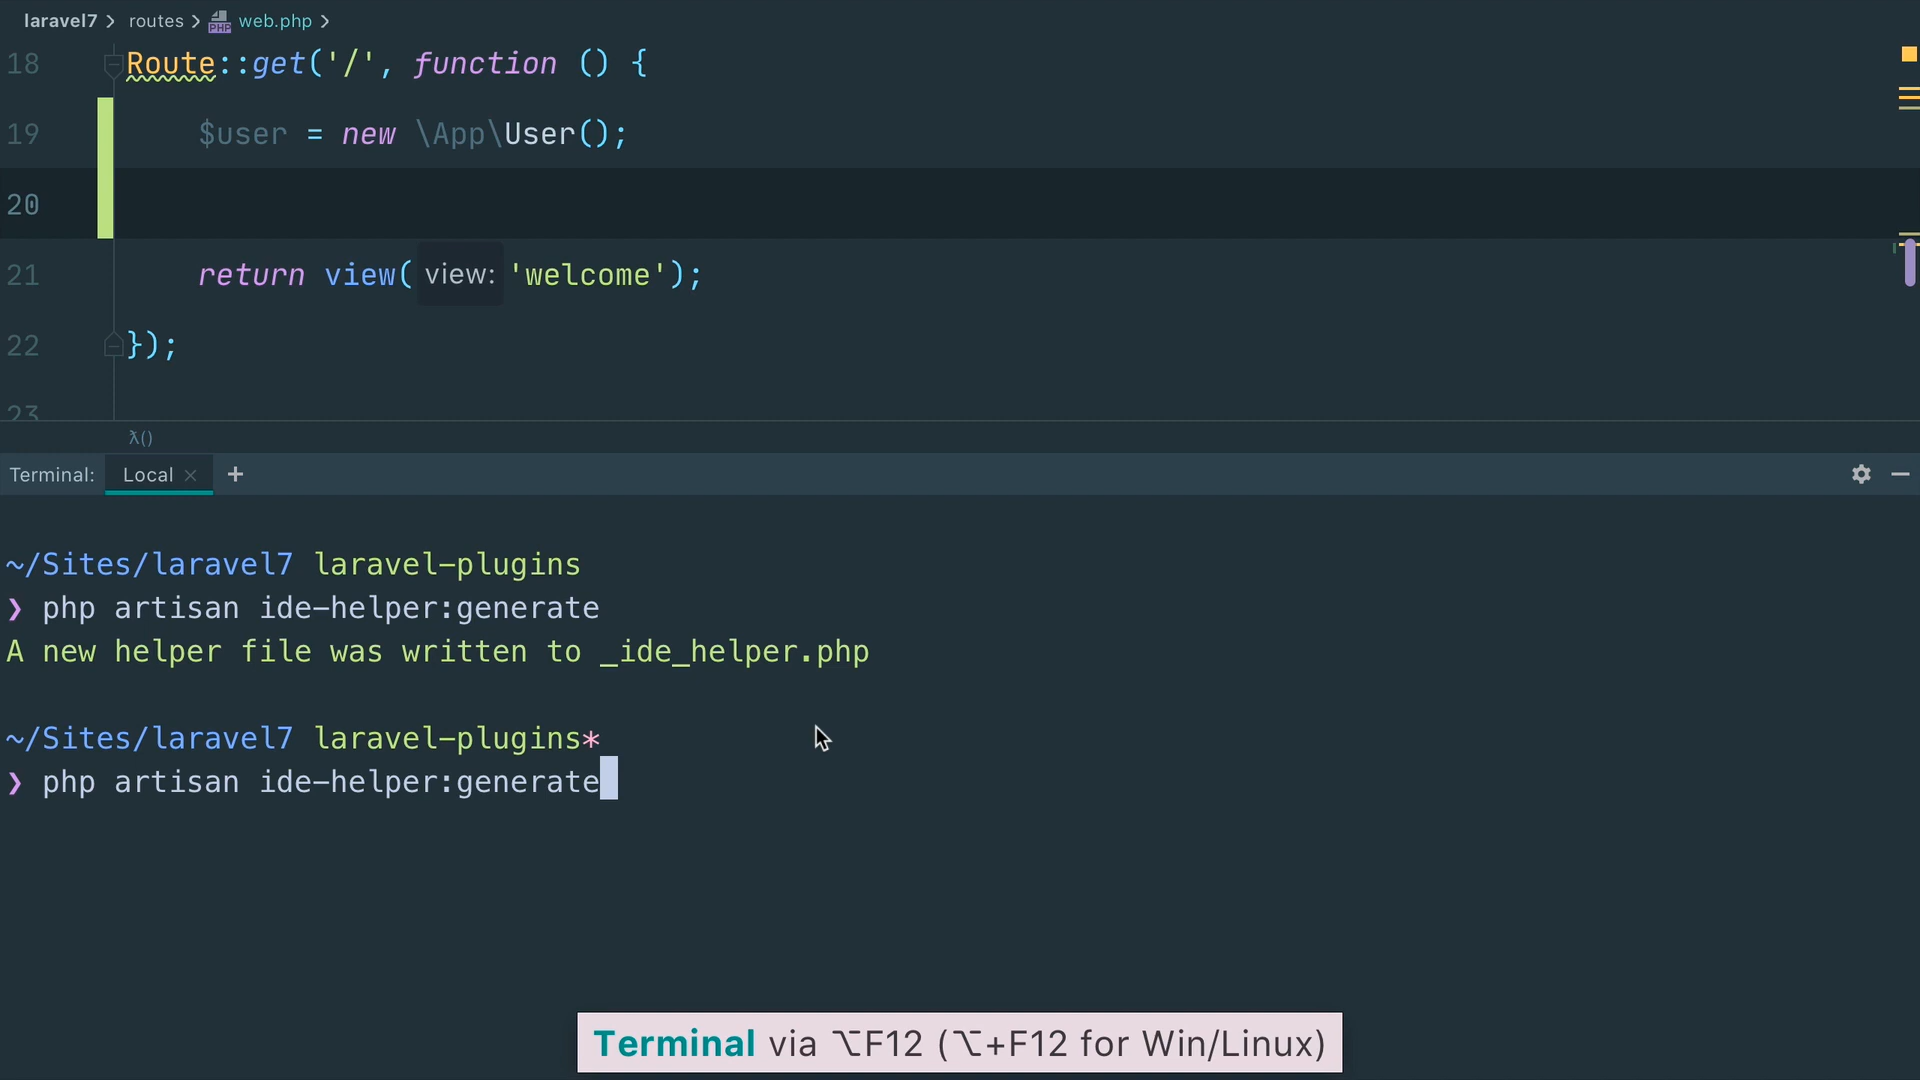 laravel7 > routes > web.php >
18 Route::get('/', function () {
19 $user = new \App\User();
20
21 return view( view: 'welcome');
22 });
23
λ()
Terminal: Local × +
~/Sites/laravel7 laravel-plugins
❯ php artisan ide-helper:generate
A new helper file was written to _ide_helper.php
~/Sites/laravel7 laravel-plugins*
❯ php artisan ide-helper:generate
Terminal via ⌥F12 (⌥+F12 for Win/Linux)